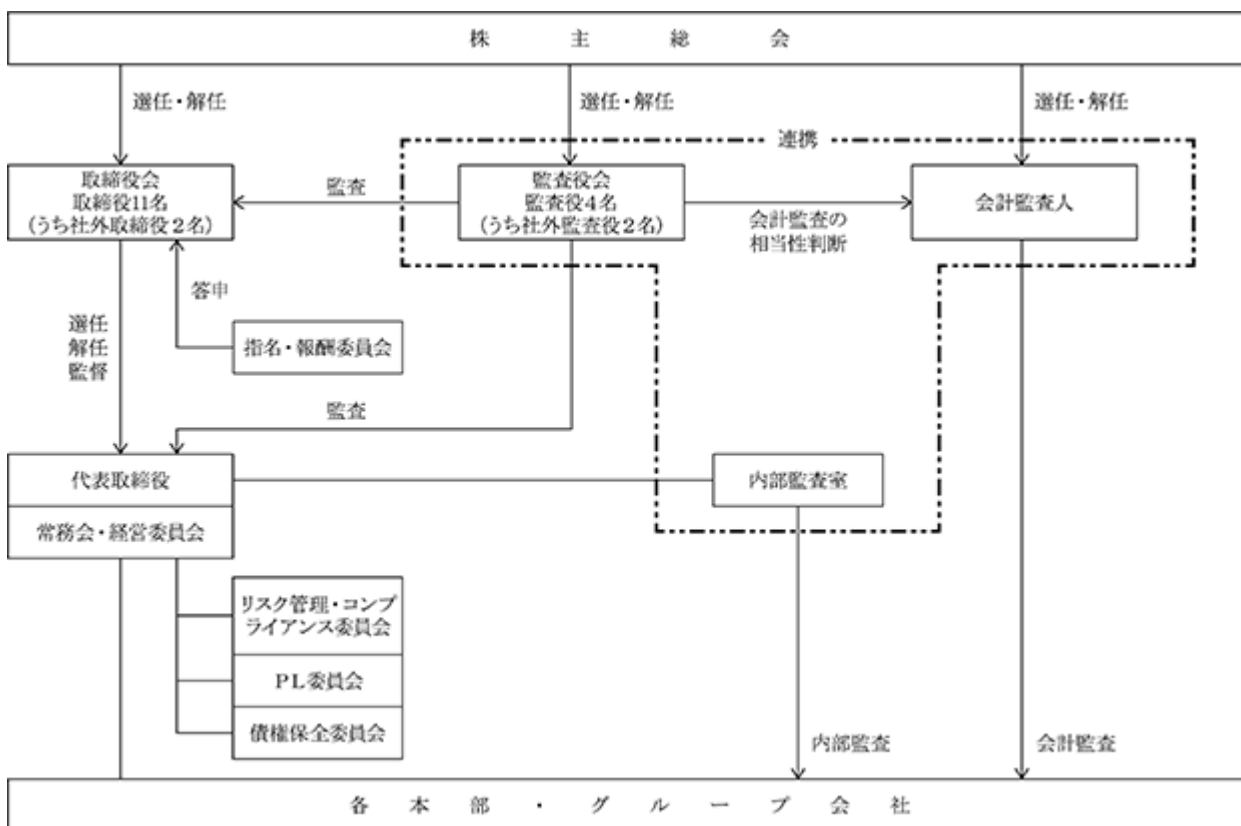 株主総会
選任・解任
選任・解任
選任・解任
連携
取締役会
取締役11名
(うち社外取締役2名)
監査
監査役会
監査役4名
(うち社外監査役2名)
会計監査の
相当性判断
会計監査人
答申
選任
解任
監督
指名・報酬委員会
監査
代表取締役
内部監査室
常務会・経営委員会
リスク管理・コンプ
ライアンス委員会
PL委員会
債権保全委員会
内部監査
会計監査
各本部・グループ会社